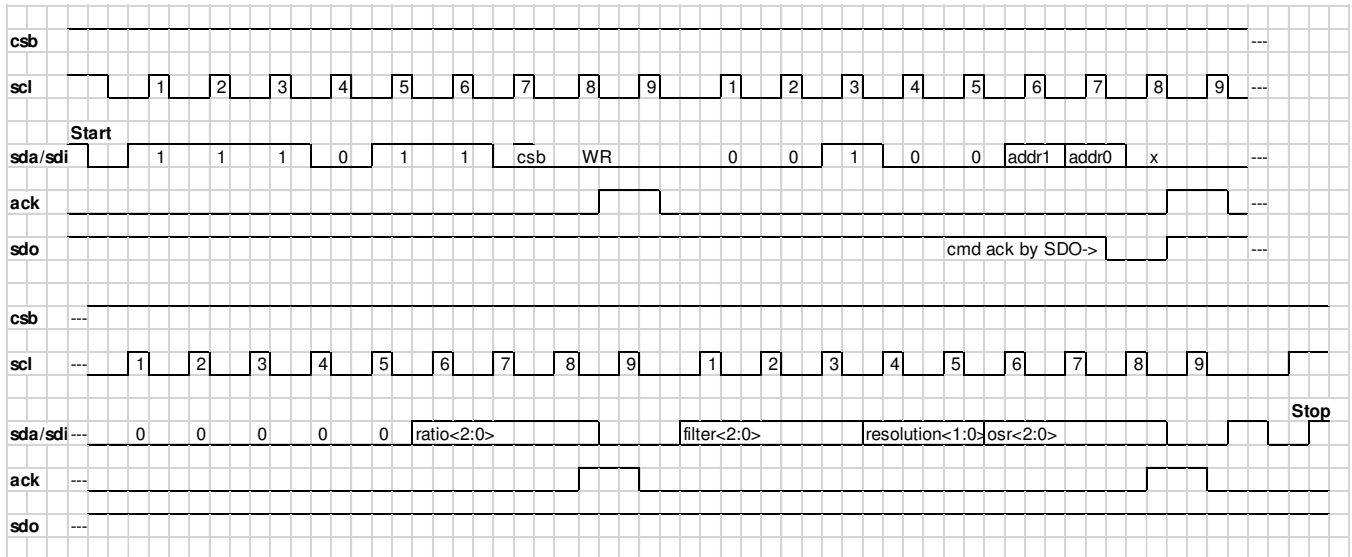 csb ---
scl 1 2 3 4 5 6 7 8 9 1 2 3 4 5 6 7 8 9 ---
Start
sda/sdi 1 1 1 0 1 1 csb WR 0 0 1 0 0 addr1 addr0 x ---
ack ---
sdo cmd ack by SDO-> ---
csb ---
scl --- 1 2 3 4 5 6 7 8 9 1 2 3 4 5 6 7 8 9
Stop
sda/sdi --- 0 0 0 0 0 ratio<2:0> filter<2:0> resolution<1:0> osr<2:0>
ack ---
sdo ---